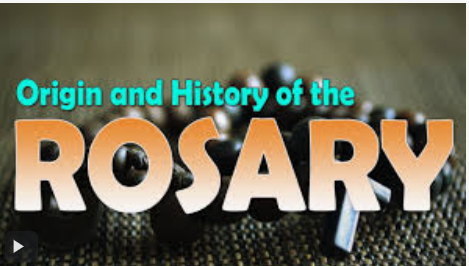 Origin and History of the
ROSARY